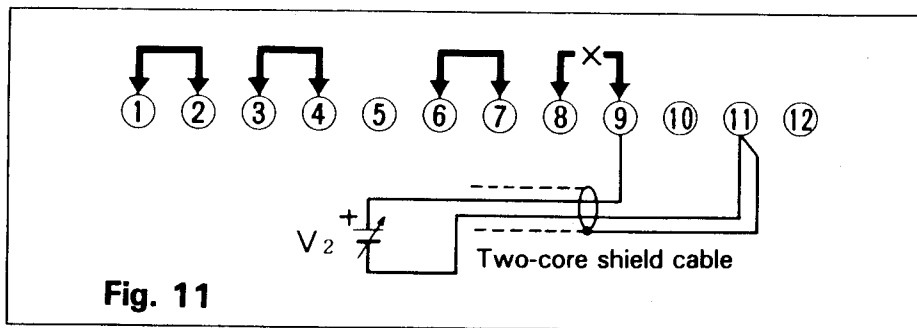 ×
① ② ③ ④ ⑤ ⑥ ⑦ ⑧ ⑨ ⑩ ⑪ ⑫
+
V₂
Two-core shield cable
Fig. 11